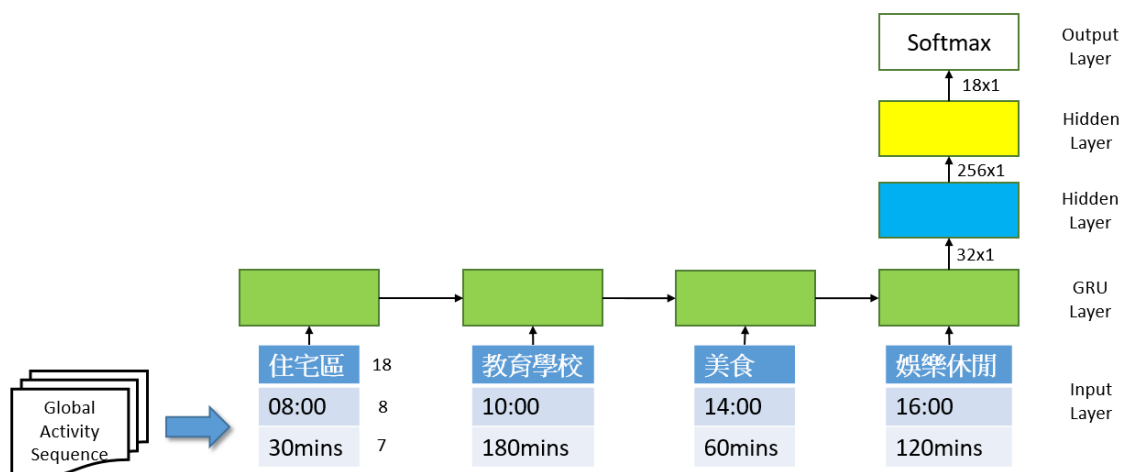 Softmax
Output
Layer
18x1
Hidden
Layer
256x1
Hidden
Layer
32x1
GRU
Layer
住宅區
18
教育學校
美食
娛樂休閒
Global
Activity
Sequence
08:00
8
10:00
14:00
16:00
Input
Layer
30mins
7
180mins
60mins
120mins